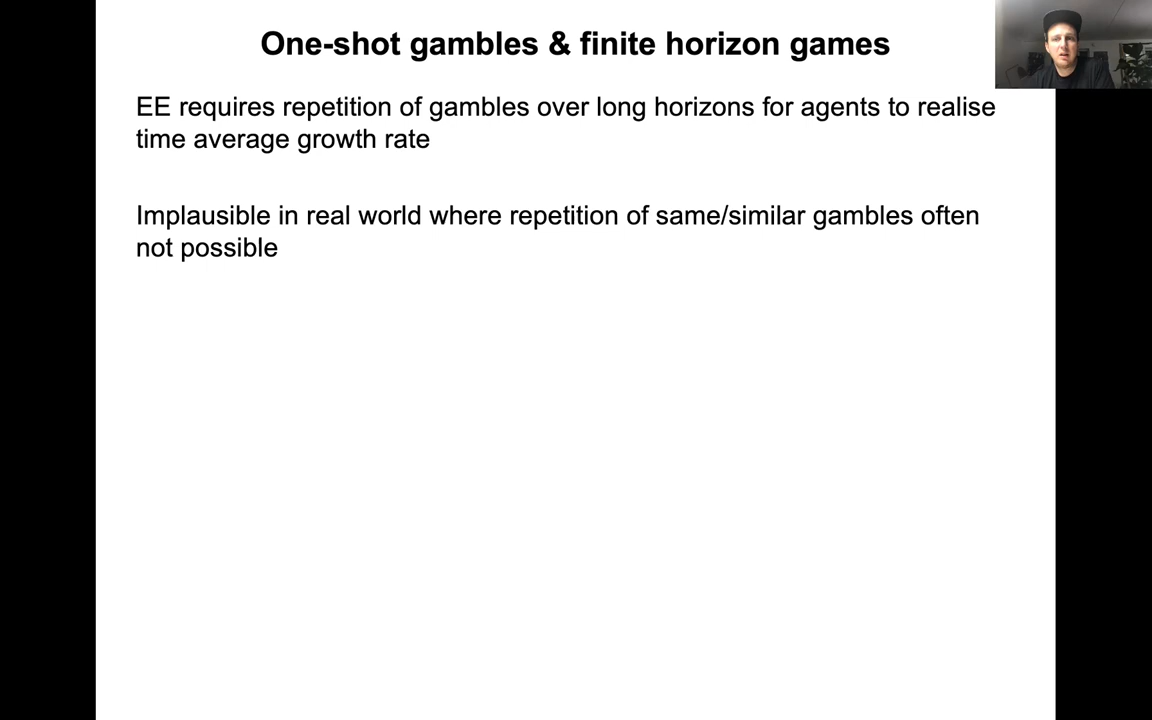 One-shot gambles & finite horizon games
EE requires repetition of gambles over long horizons for agents to realise
time average growth rate
Implausible in real world where repetition of same/similar gambles often
not possible